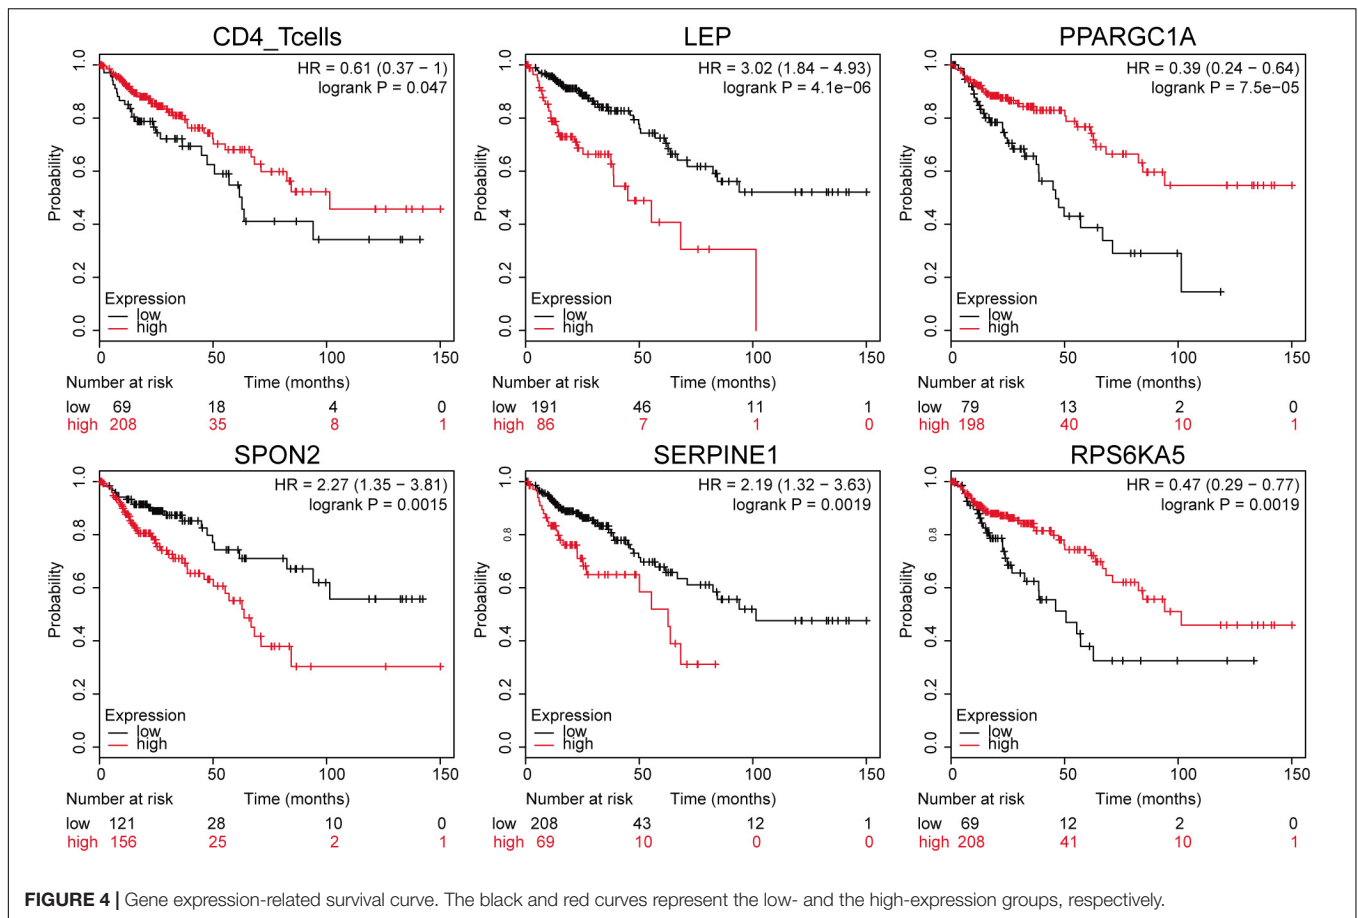 CD4_Tcells
HR = 0.61 (0.37 − 1)
logrank P = 0.047
Probability
1.0
0.8
0.6
0.4
0.2
0.0
Expression
low
high
0 50 100 150
Number at risk Time (months)
low 69 18 4 0
high 208 35 8 1
LEP
HR = 3.02 (1.84 − 4.93)
logrank P = 4.1e−06
Probability
1.0
0.8
0.6
0.4
0.2
0.0
Expression
low
high
0 50 100 150
Number at risk Time (months)
low 191 46 11 1
high 86 7 1 0
PPARGC1A
HR = 0.39 (0.24 − 0.64)
logrank P = 7.5e−05
Probability
1.0
0.8
0.6
0.4
0.2
0.0
Expression
low
high
0 50 100 150
Number at risk Time (months)
low 79 13 2 0
high 198 40 10 1
SPON2
HR = 2.27 (1.35 − 3.81)
logrank P = 0.0015
Probability
1.0
0.8
0.6
0.4
0.2
0.0
Expression
low
high
0 50 100 150
Number at risk Time (months)
low 121 28 10 0
high 156 25 2 1
SERPINE1
HR = 2.19 (1.32 − 3.63)
logrank P = 0.0019
Probability
1.0
0.8
0.6
0.4
0.2
0.0
Expression
low
high
0 50 100 150
Number at risk Time (months)
low 208 43 12 1
high 69 10 0 0
RPS6KA5
HR = 0.47 (0.29 − 0.77)
logrank P = 0.0019
Probability
1.0
0.8
0.6
0.4
0.2
0.0
Expression
low
high
0 50 100 150
Number at risk Time (months)
low 69 12 2 0
high 208 41 10 1
FIGURE 4 | Gene expression-related survival curve. The black and red curves represent the low- and the high-expression groups, respectively.